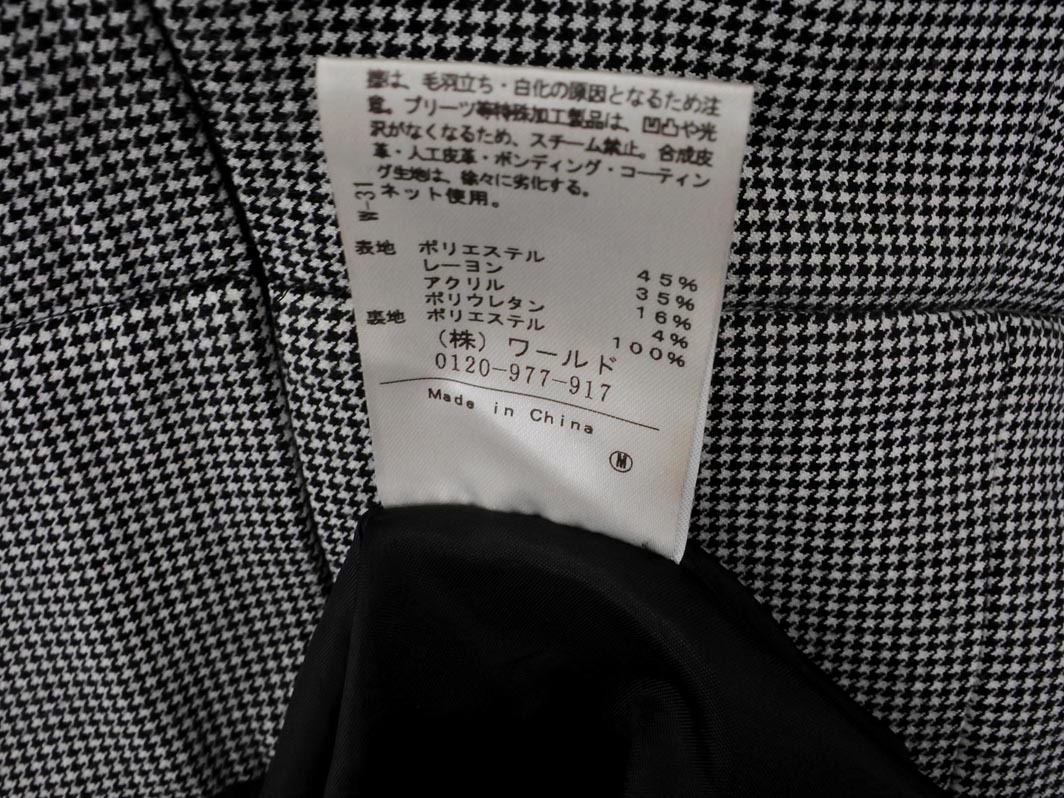 擦は、毛羽立ち・白化の原因となるため注
意。プリーツ等特殊加工製品は、凹凸や光
沢がなくなるため、スチーム禁止。合成皮
革・人工皮革・ボンディング・コーティン
グ生地は、徐々に劣化する。
ネット使用。
W-31
表地 ポリエステル 45%
レーヨン 35%
アクリル 16%
ポリウレタン 4%
裏地 ポリエステル 100%
(株) ワールド
0120-977-917
Made in China
Ⓜ